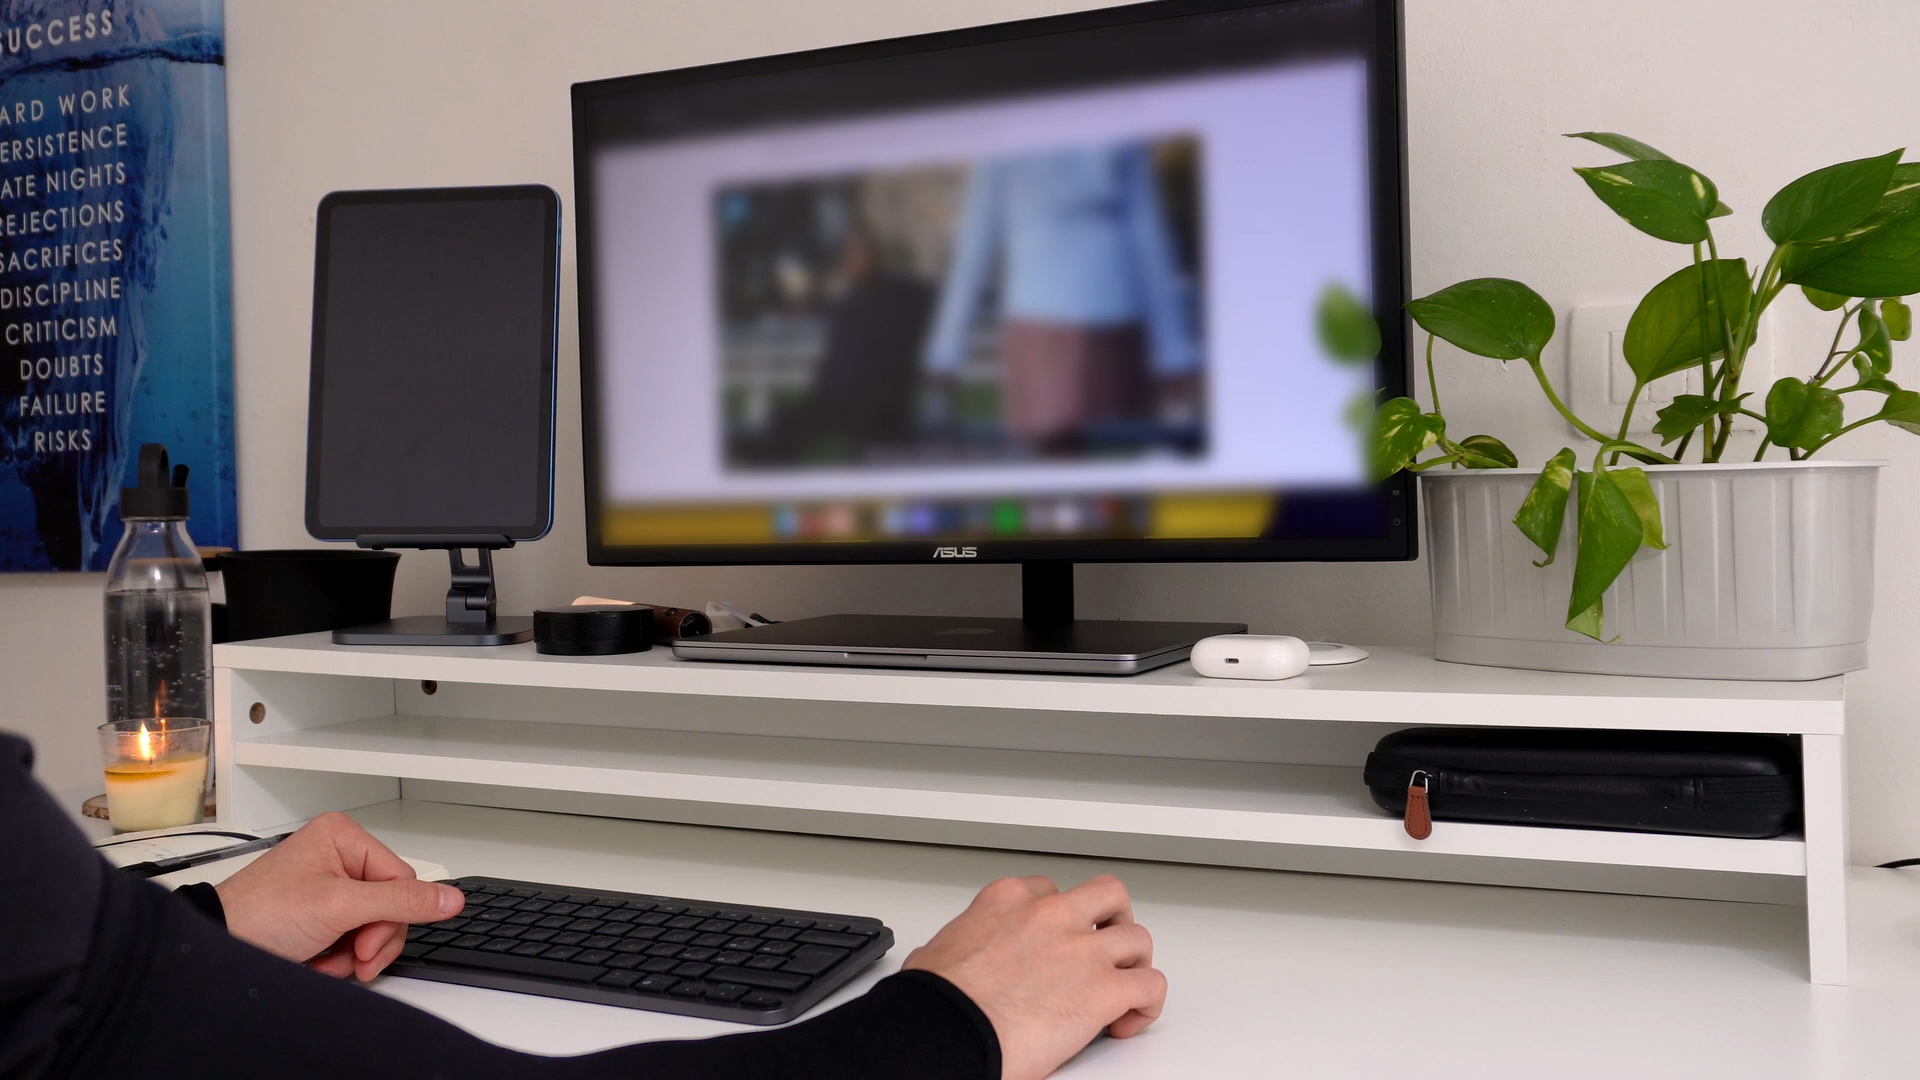 SUCCESS
ARD WORK
ERSISTENCE
ATE NIGHTS
REJECTIONS
SACRIFICES
DISCIPLINE
CRITICISM
DOUBTS
FAILURE
RISKS
ASUS